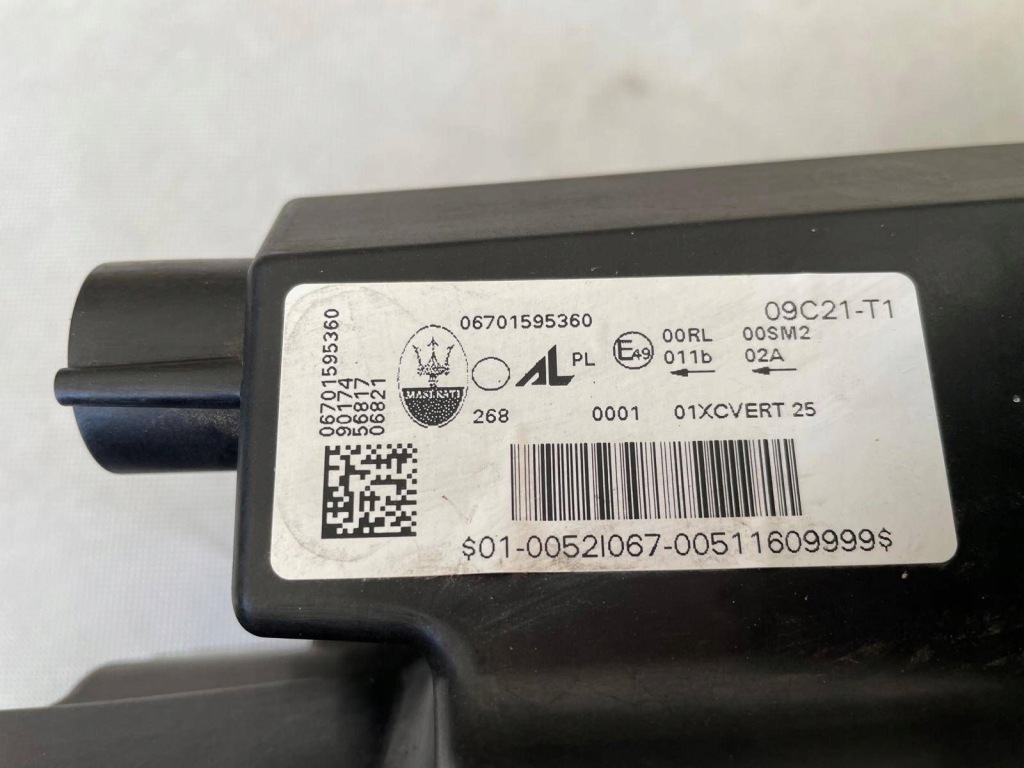 09C21-T1
06701595360
90174
56817
06821
06701595360
MASERATI
AL PL
E49
00RL 00SM2
011b 02A
268 0001 01XCVERT 25
$01-0052I067-00511609999$